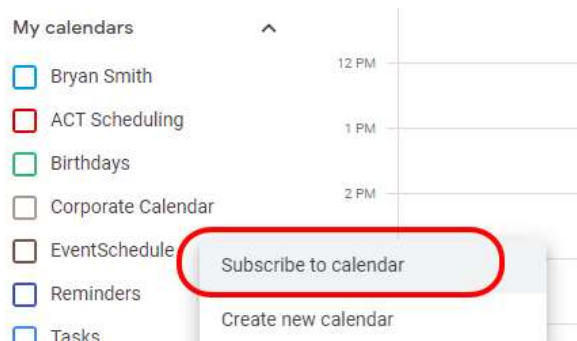 My calendars
Bryan Smith
ACT Scheduling
Birthdays
Corporate Calendar
EventSchedule
Reminders
Tasks
12 PM
1 PM
2 PM
Subscribe to calendar
Create new calendar